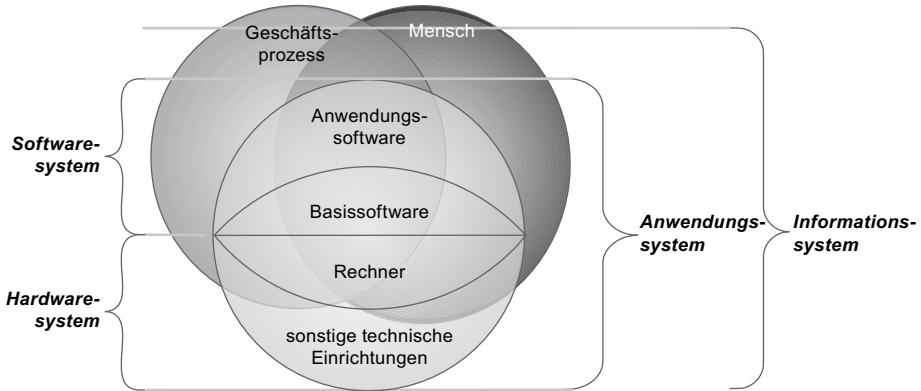 Geschäfts-
prozess
Mensch
Anwendungs-
software
Software-
system
Basissoftware
Anwendungs-
system
Informations-
system
Rechner
Hardware-
system
sonstige technische
Einrichtungen